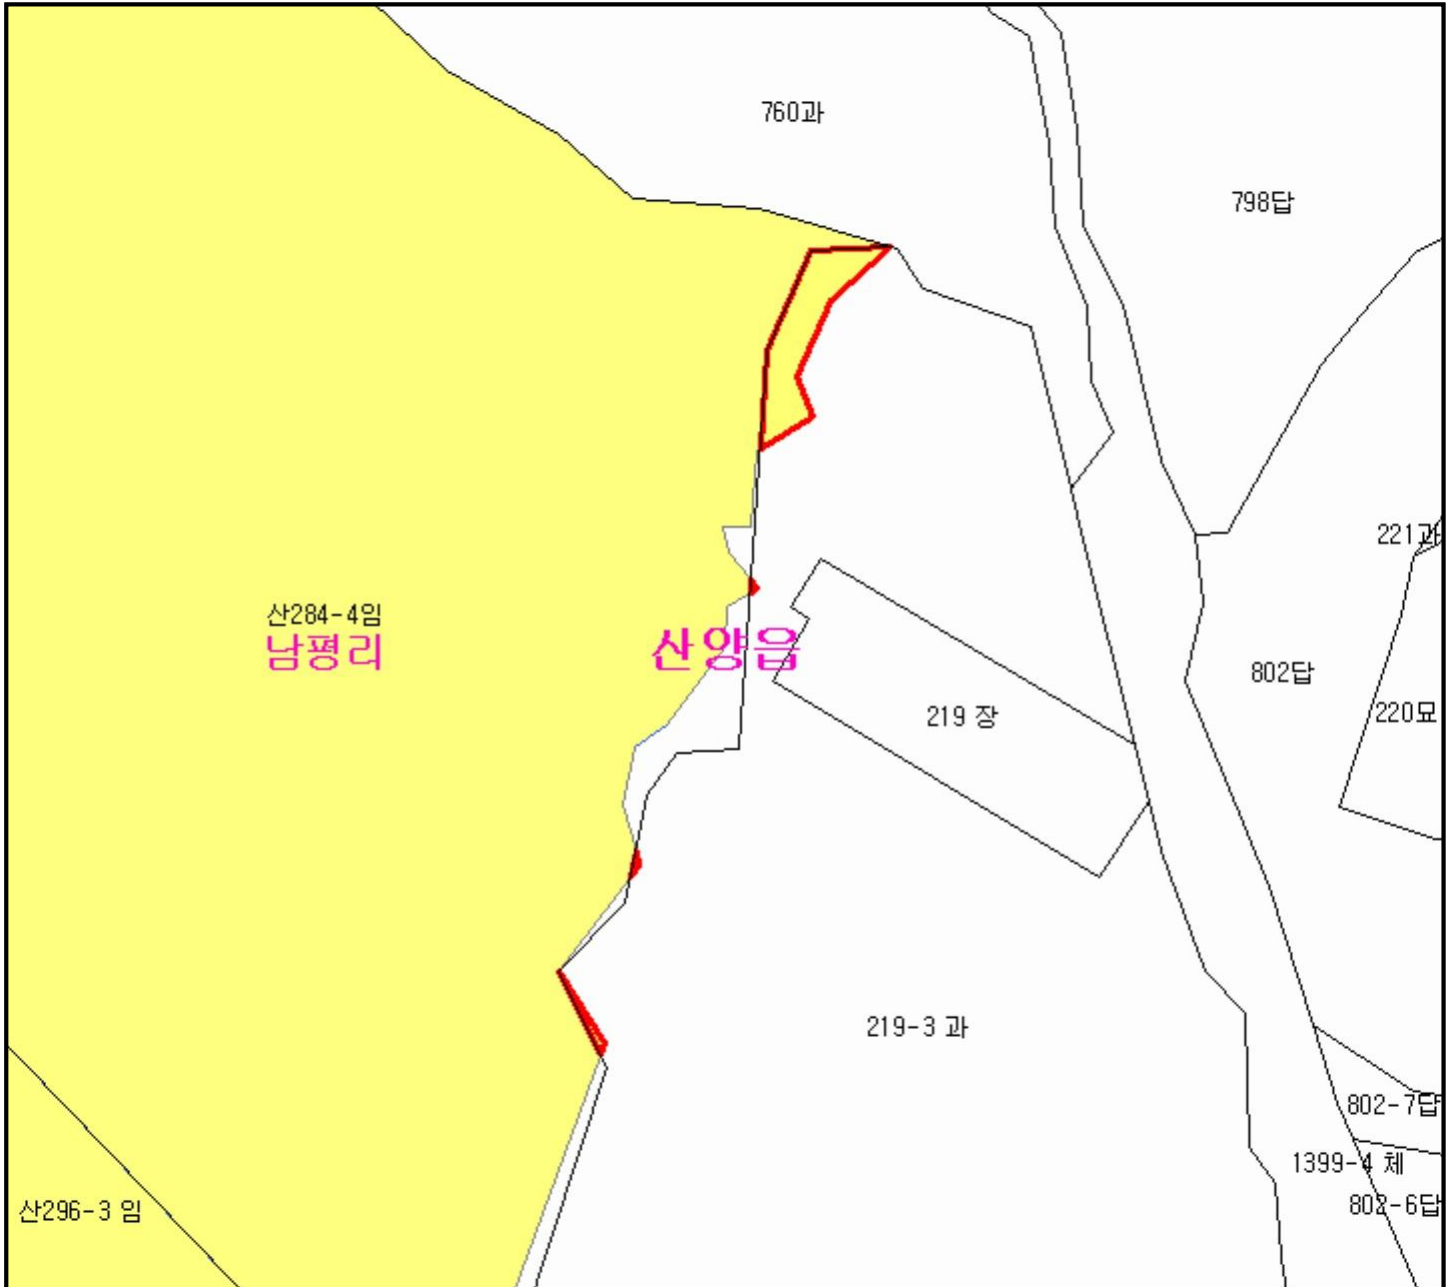 760과
798답
221과
산284-4임
남평리
산양읍
802답
220묘
219 장
219-3 과
802-7답
1399-4 체
산296-3 임
802-6답